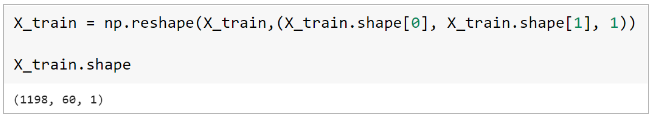 X_train = np.reshape(X_train,(X_train.shape[0], X_train.shape[1], 1))
X_train.shape
(1198, 60, 1)